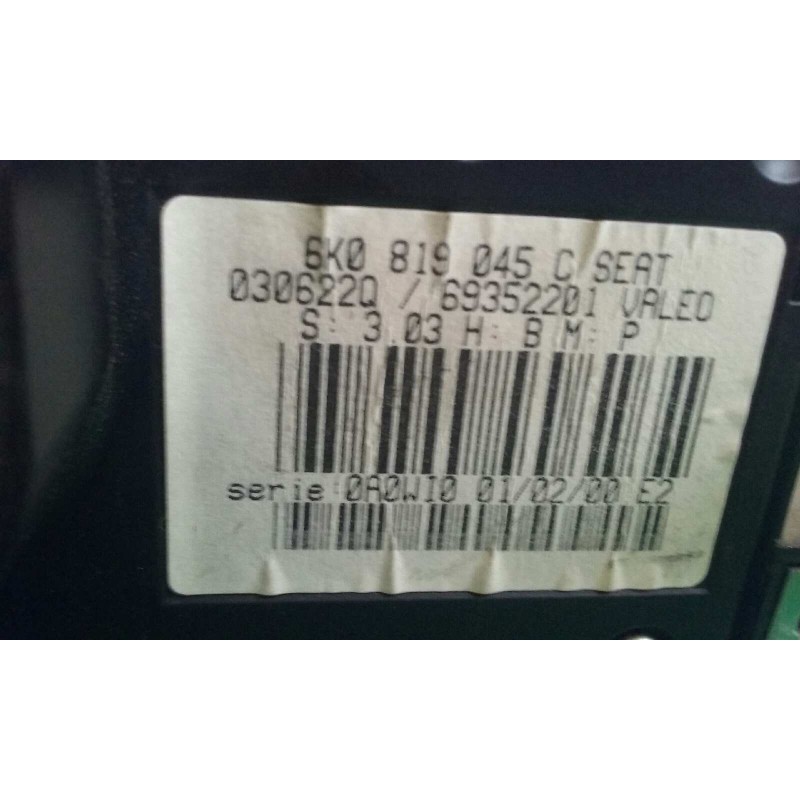 6K0 819 045 C SEAT
030622Q / 69352201 VALEO
S: 3.03 H: B M: P
serie:0A0WI0 01/02/00 E2